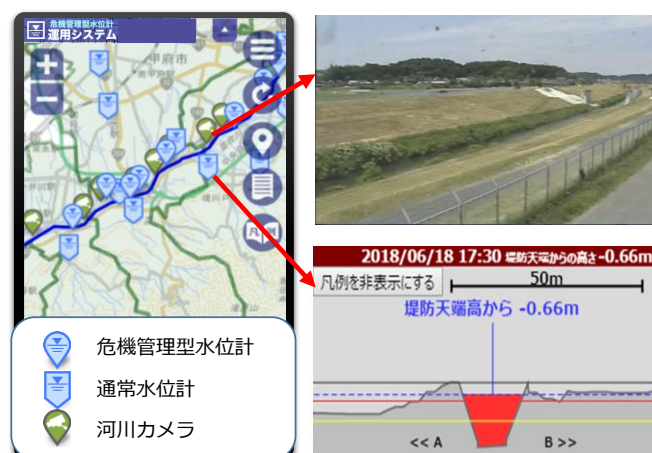 危機管理型水位計
運用システム
甲府市
凡 例
危機管理型水位計
通常水位計
河川カメラ
2018/06/18 17:30 堤防天端からの高さ-0.66m
凡例を非表示にする
50m
堤防天端高から -0.66m
<< A
B >>